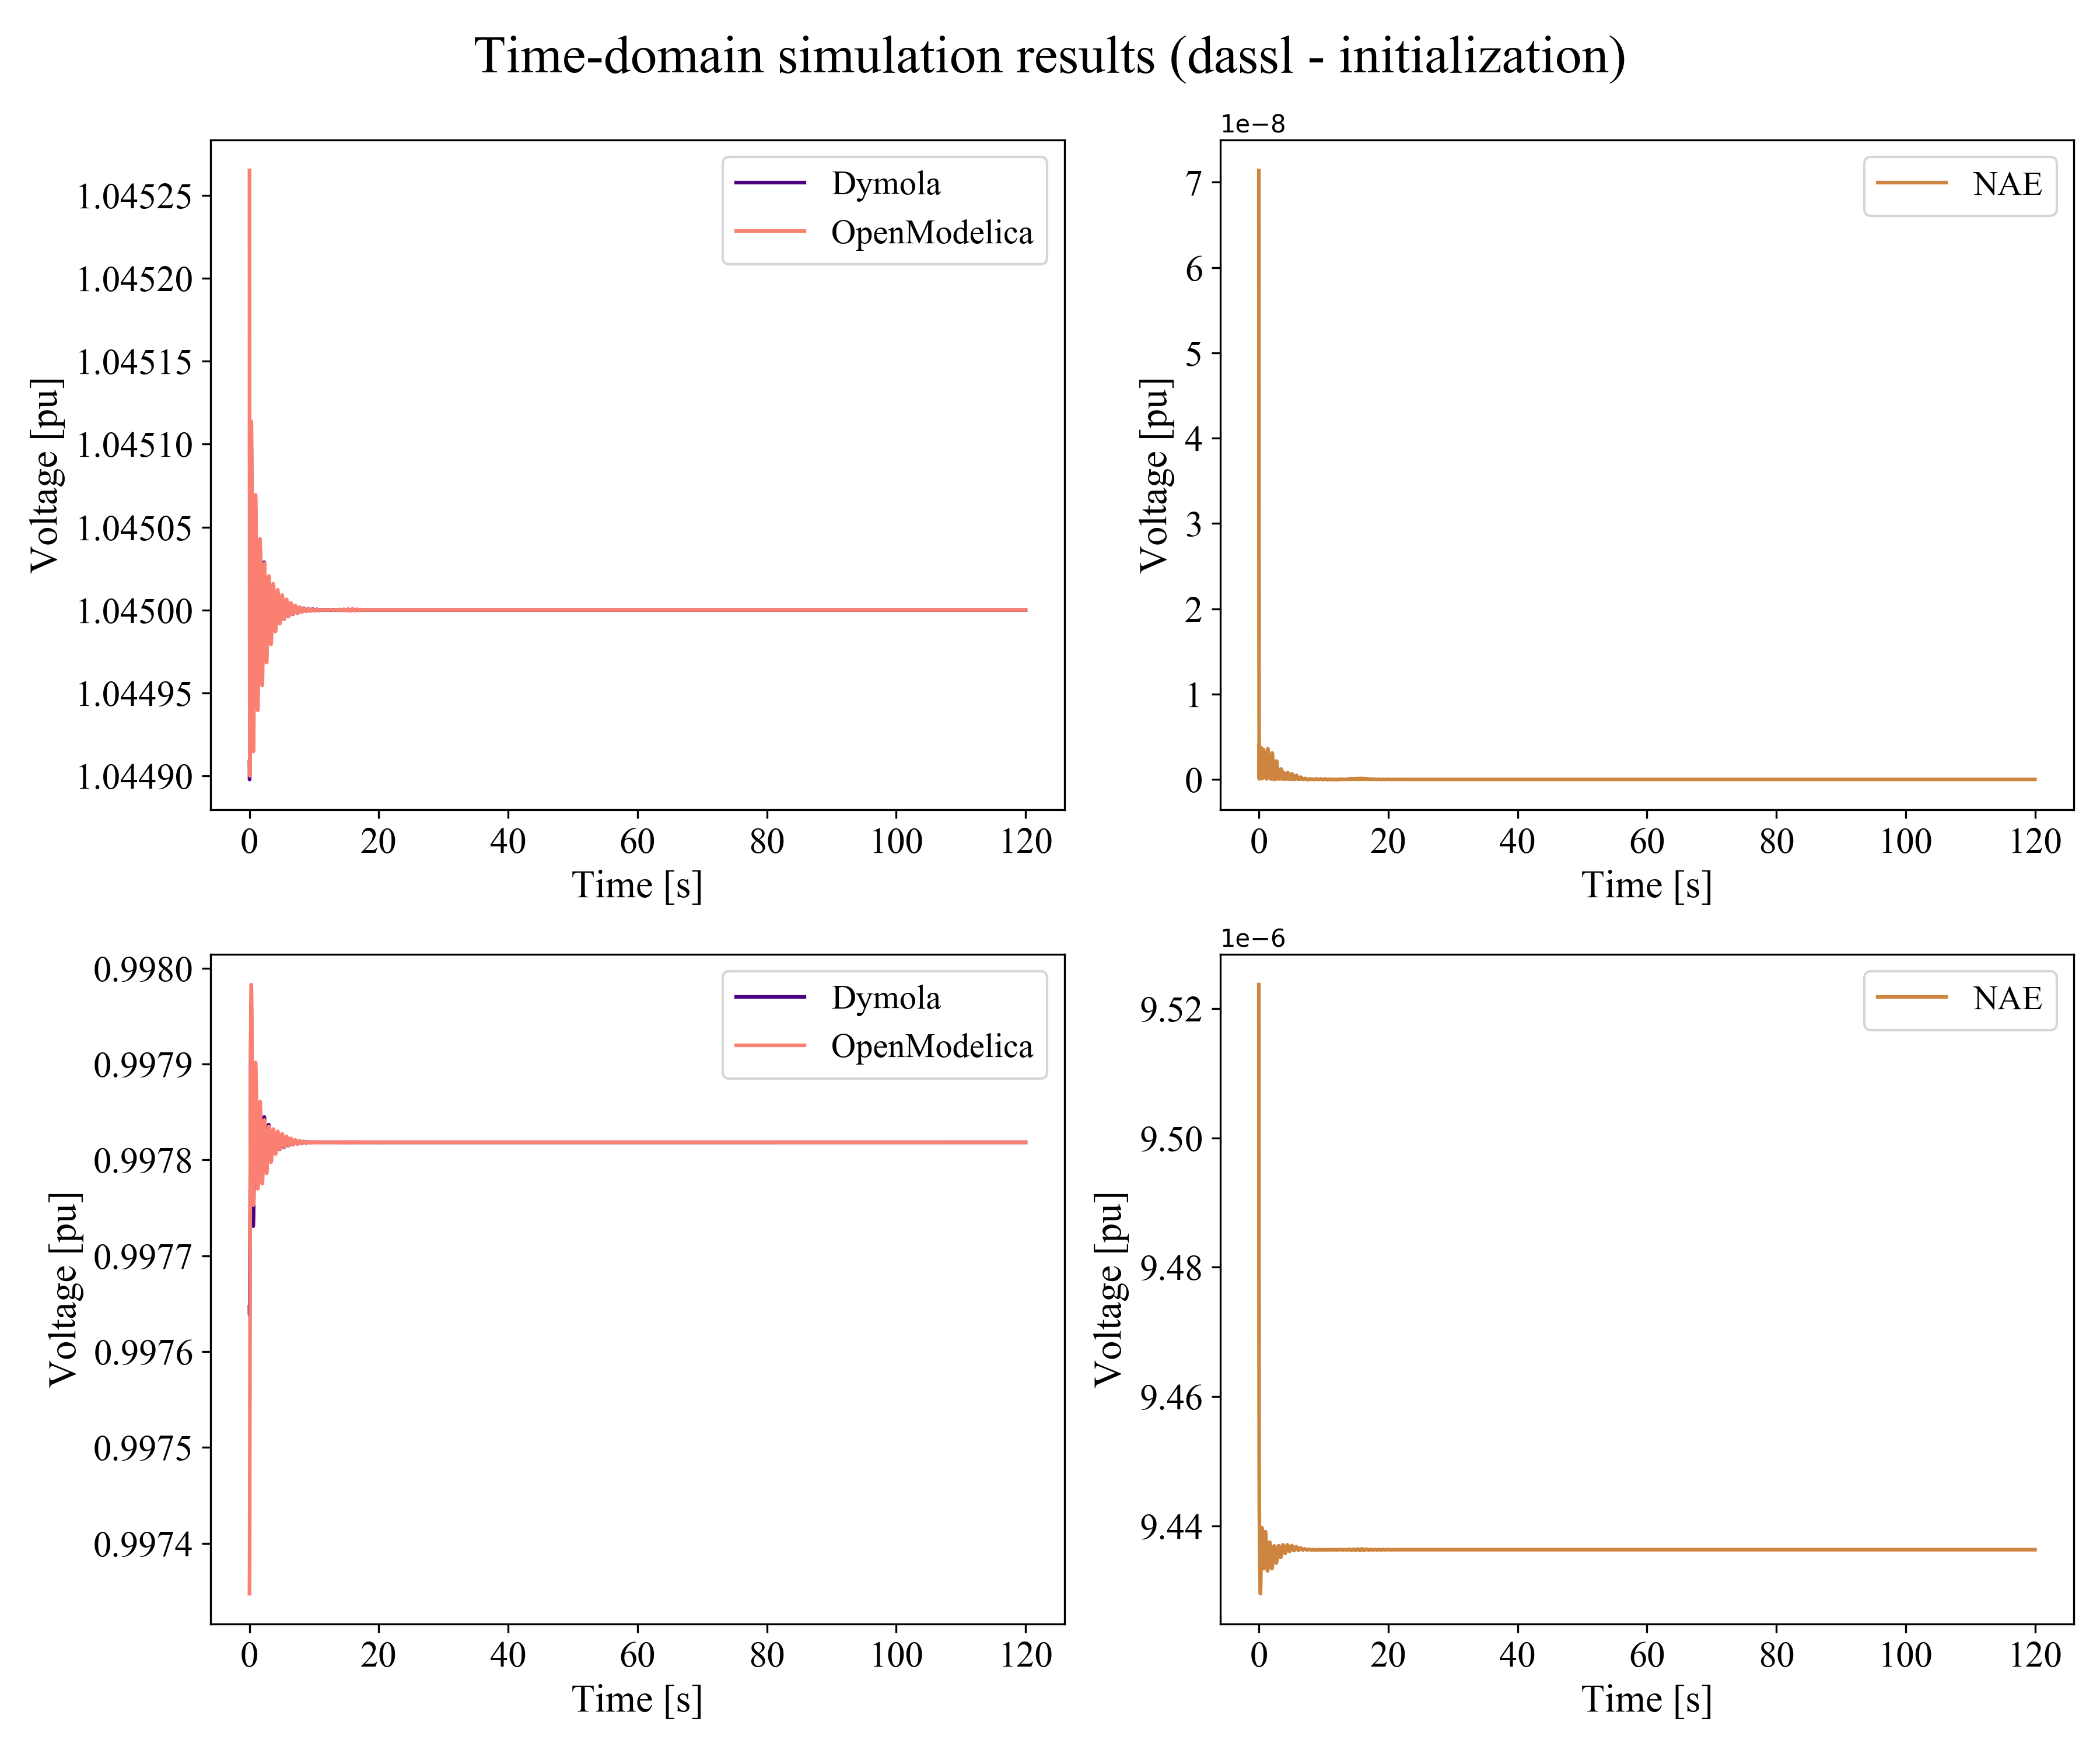 Time-domain simulation results (dassl - initialization)
Voltage [pu]
1.04525
1.04520
1.04515
1.04510
1.04505
1.04500
1.04495
1.04490
Dymola
OpenModelica
0 20 40 60 80 100 120
Time [s]
1e−8
Voltage [pu]
7
6
5
4
3
2
1
0
NAE
0 20 40 60 80 100 120
Time [s]
Voltage [pu]
0.9980
0.9979
0.9978
0.9977
0.9976
0.9975
0.9974
Dymola
OpenModelica
0 20 40 60 80 100 120
Time [s]
1e−6
Voltage [pu]
9.52
9.50
9.48
9.46
9.44
NAE
0 20 40 60 80 100 120
Time [s]